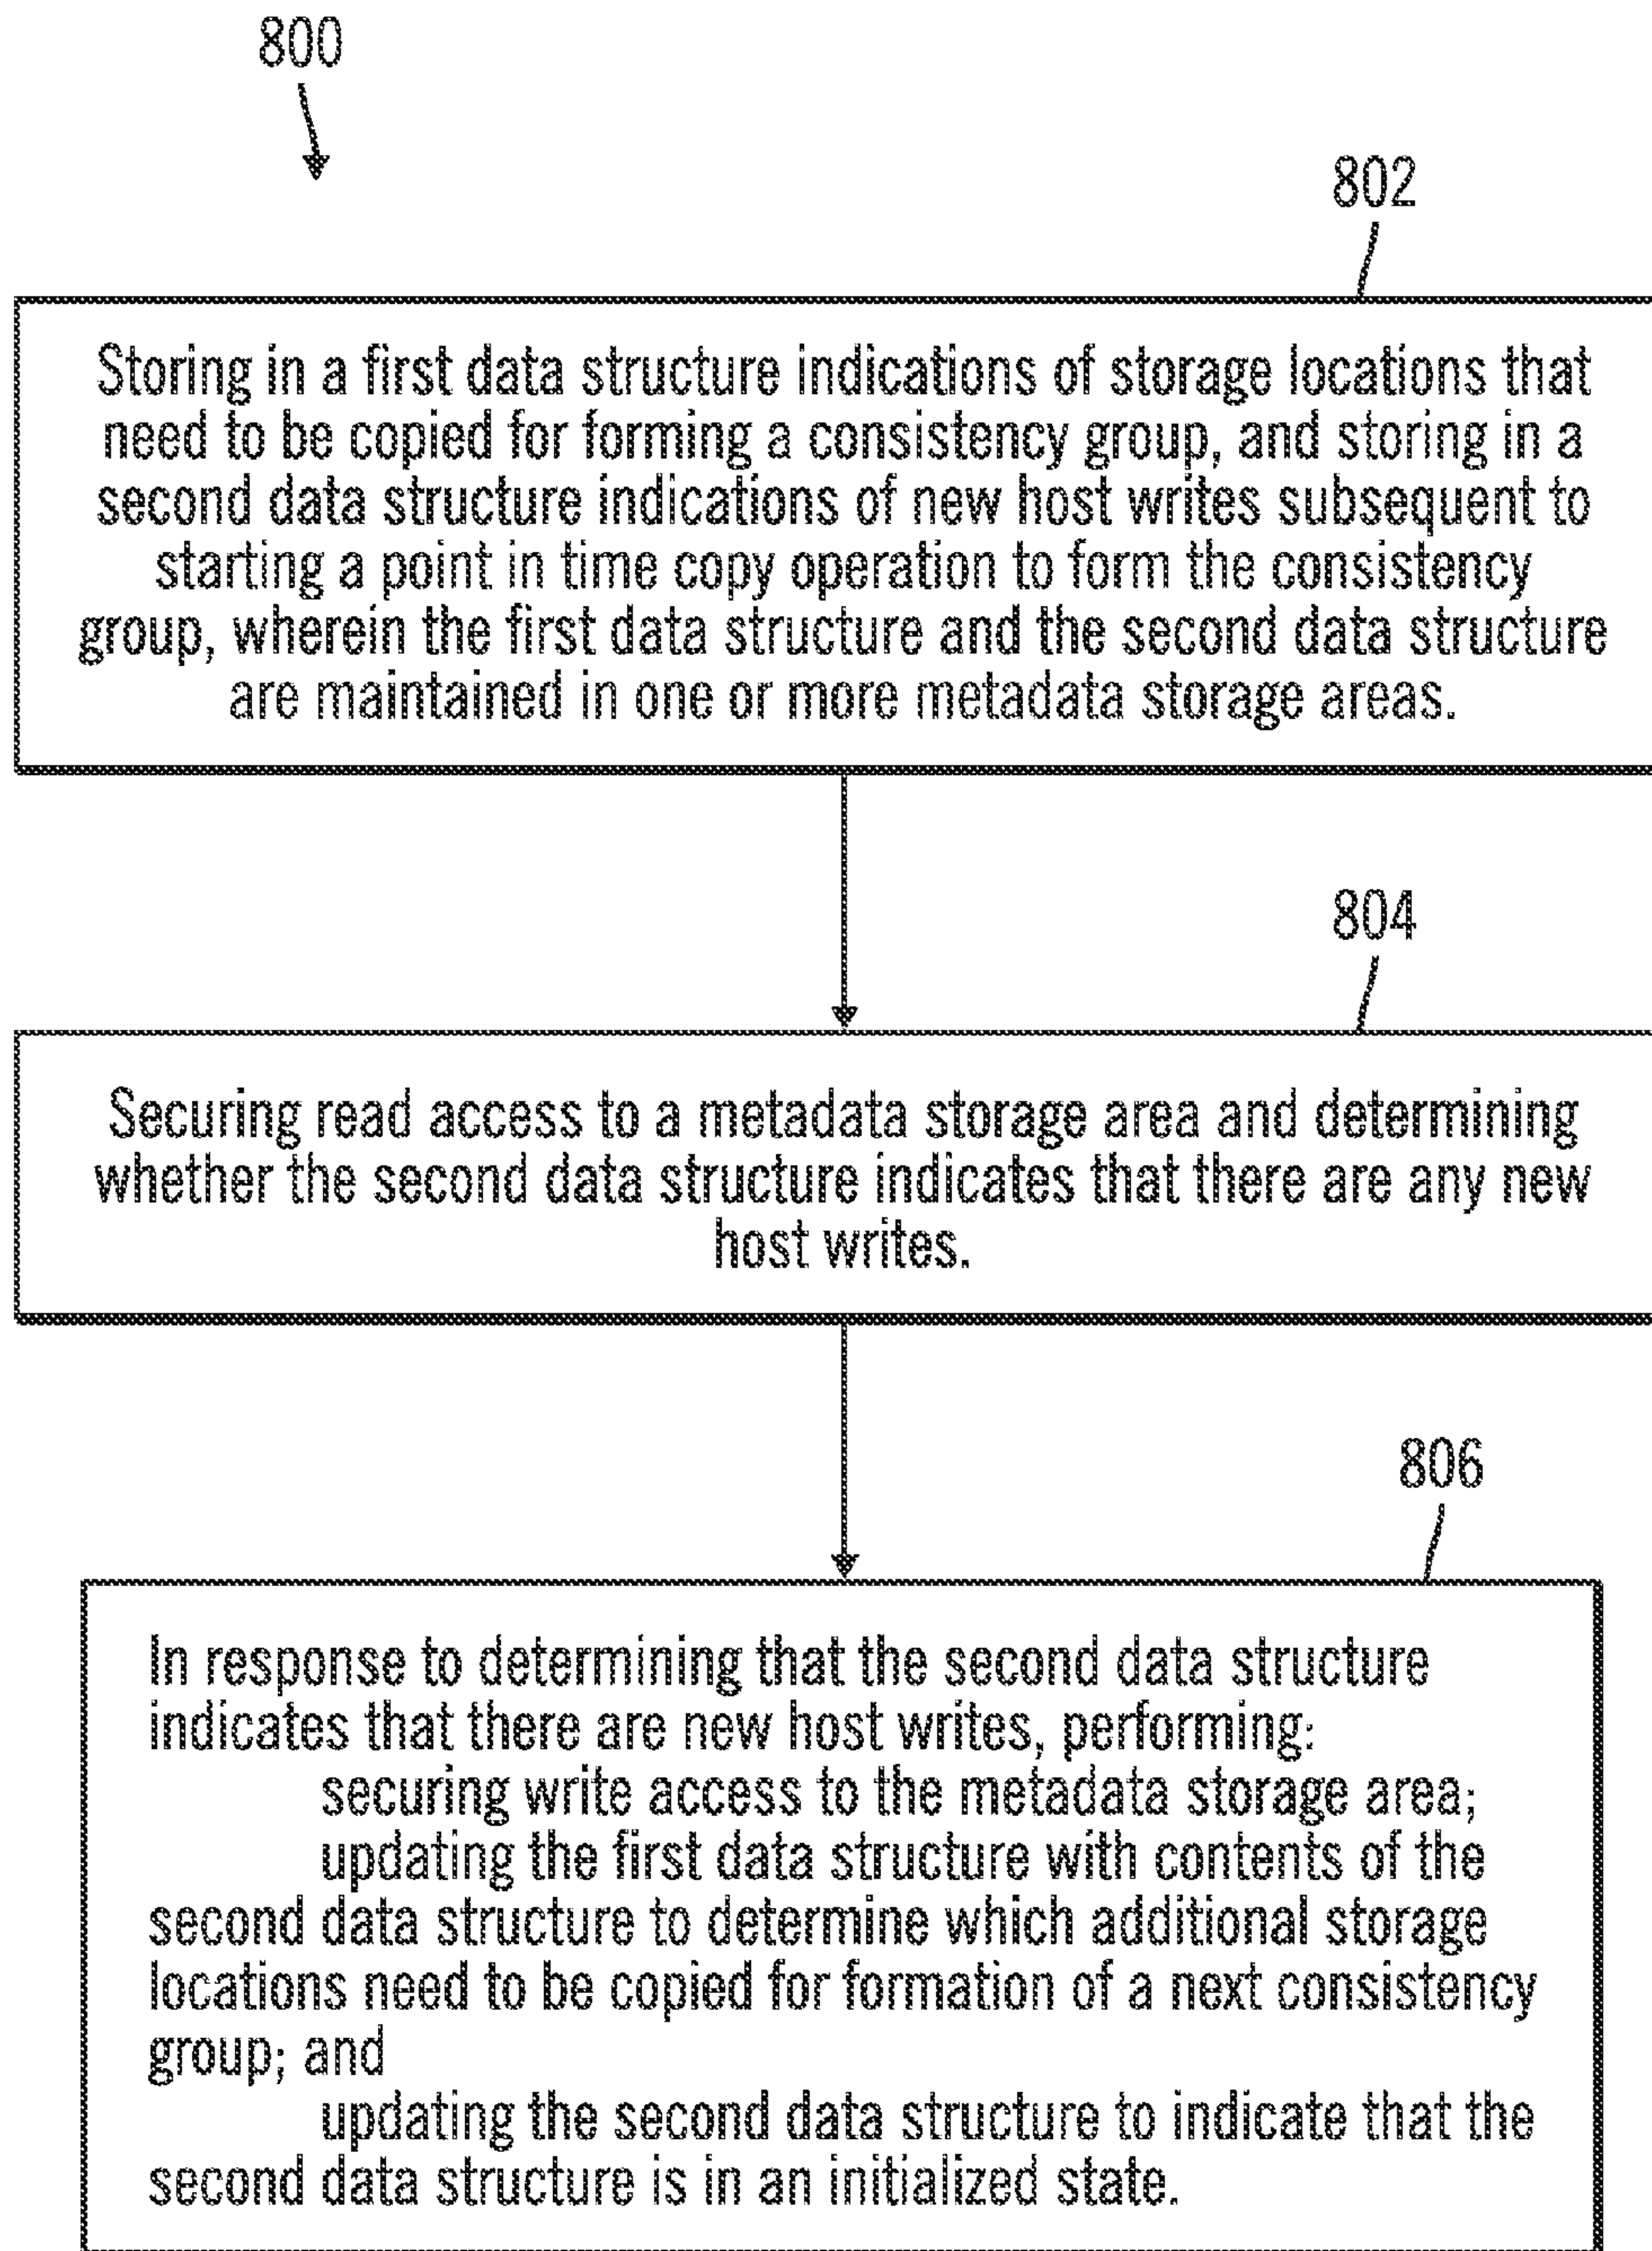 800
802
Storing in a first data structure indications of storage locations that
need to be copied for forming a consistency group, and storing in a
second data structure indications of new host writes subsequent to
starting a point in time copy operation to form the consistency
group, wherein the first data structure and the second data structure
are maintained in one or more metadata storage areas.
804
Securing read access to a metadata storage area and determining
whether the second data structure indicates that there are any new
host writes.
806
In response to determining that the second data structure
indicates that there are new host writes, performing:
securing write access to the metadata storage area;
updating the first data structure with contents of the
second data structure to determine which additional storage
locations need to be copied for formation of a next consistency
group; and
updating the second data structure to indicate that the
second data structure is in an initialized state.